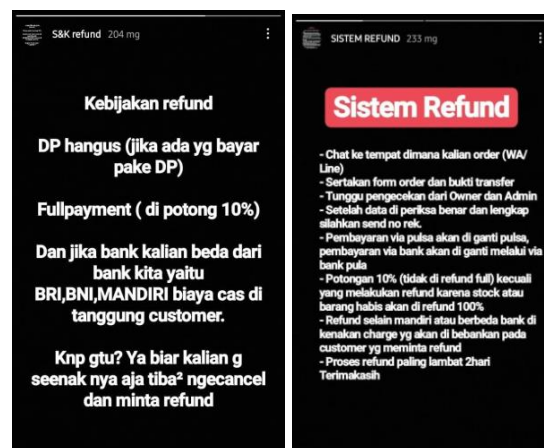 S&K refund 204 mg
Kebijakan refund
DP hangus (jika ada yg bayar
pake DP)
Fullpayment ( di potong 10%)
Dan jika bank kalian beda dari
bank kita yaitu
BRI,BNI,MANDIRI biaya cas di
tanggung customer.
Knp gtu? Ya biar kalian g
seenak nya aja tiba² ngecancel
dan minta refund
SISTEM REFUND 233 mg
Sistem Refund
- Chat ke tempat dimana kalian order (WA/
Line)
- Sertakan form order dan bukti transfer
- Tunggu pengecekan dari Owner dan Admin
- Setelah data di periksa benar dan lengkap
silahkan send no rek.
- Pembayaran via pulsa akan di ganti pulsa,
pembayaran via bank akan di ganti melalui via
bank pula
- Potongan 10% (tidak di refund full) kecuali
yang melakukan refund karena stock atau
barang habis akan di refund 100%
- Refund selain mandiri atau berbeda bank di
kenakan charge yg akan di bebankan pada
customer yg meminta refund
- Proses refund paling lambat 2hari
Terimakasih